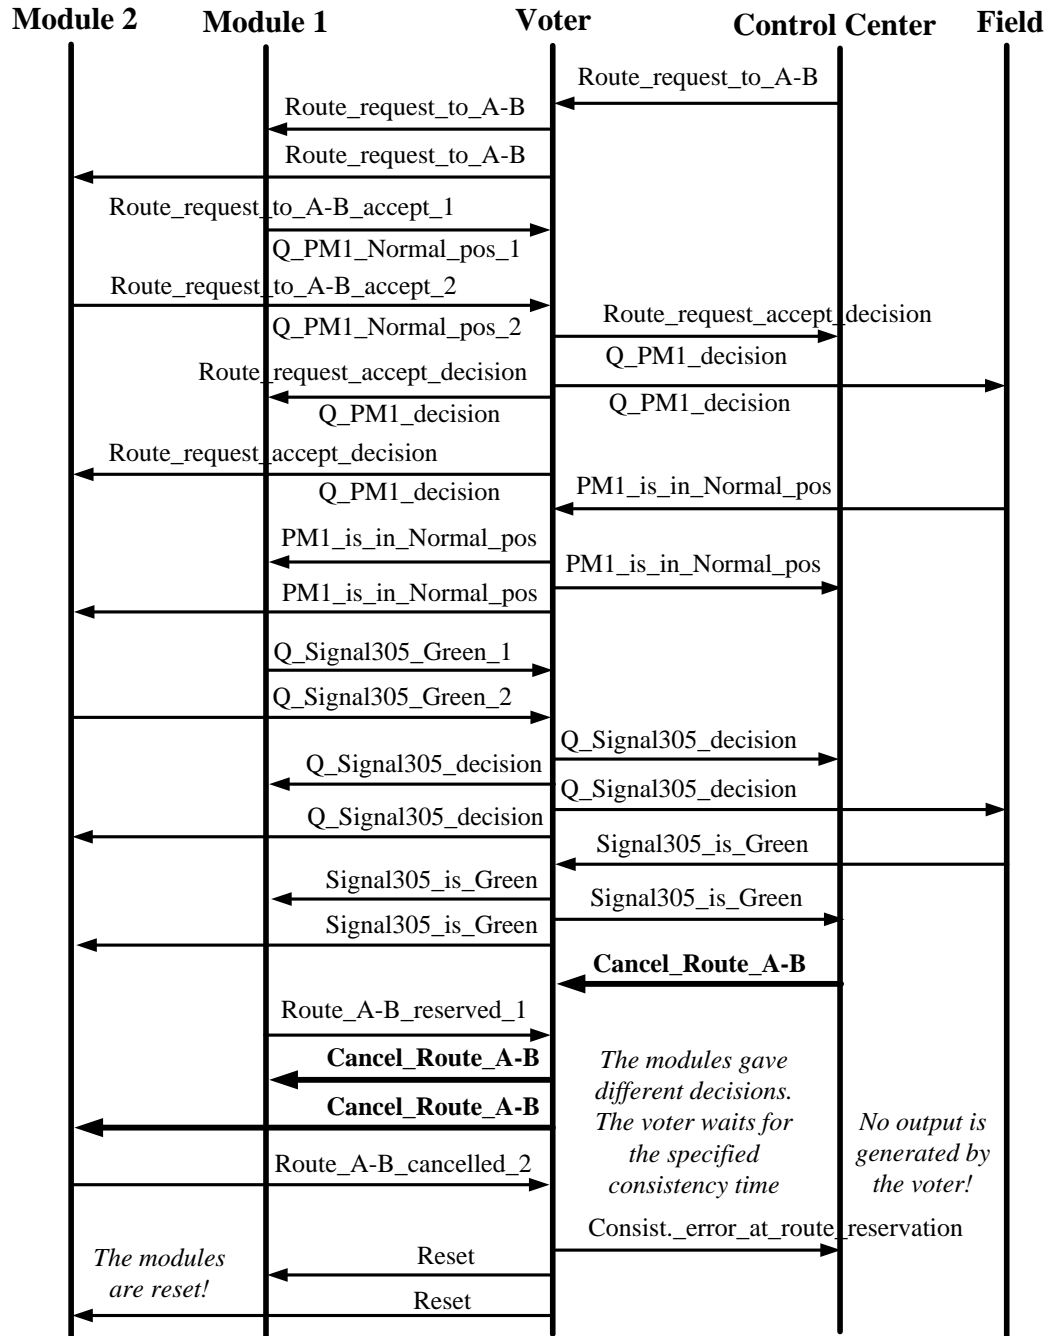 Module 2 Module 1 Voter Control Center Field
Route_request_to_A-B
Route_request_to_A-B
Route_request_to_A-B
Route_request_to_A-B_accept_1
Q_PM1_Normal_pos_1
Route_request_to_A-B_accept_2
Q_PM1_Normal_pos_2
Route_request_accept_decision
Q_PM1_decision
Route_request_accept_decision
Q_PM1_decision
Q_PM1_decision
Route_request_accept_decision
Q_PM1_decision
PM1_is_in_Normal_pos
PM1_is_in_Normal_pos
PM1_is_in_Normal_pos
PM1_is_in_Normal_pos
Q_Signal305_Green_1
Q_Signal305_Green_2
Q_Signal305_decision
Q_Signal305_decision
Q_Signal305_decision
Q_Signal305_decision
Signal305_is_Green
Signal305_is_Green
Signal305_is_Green
Signal305_is_Green
Cancel_Route_A-B
Route_A-B_reserved_1
Cancel_Route_A-B
Cancel_Route_A-B
The modules gave
different decisions.
The voter waits for
the specified
consistency time
No output is
generated by
the voter!
Route_A-B_cancelled_2
Consist._error_at_route_reservation
The modules
are reset!
Reset
Reset